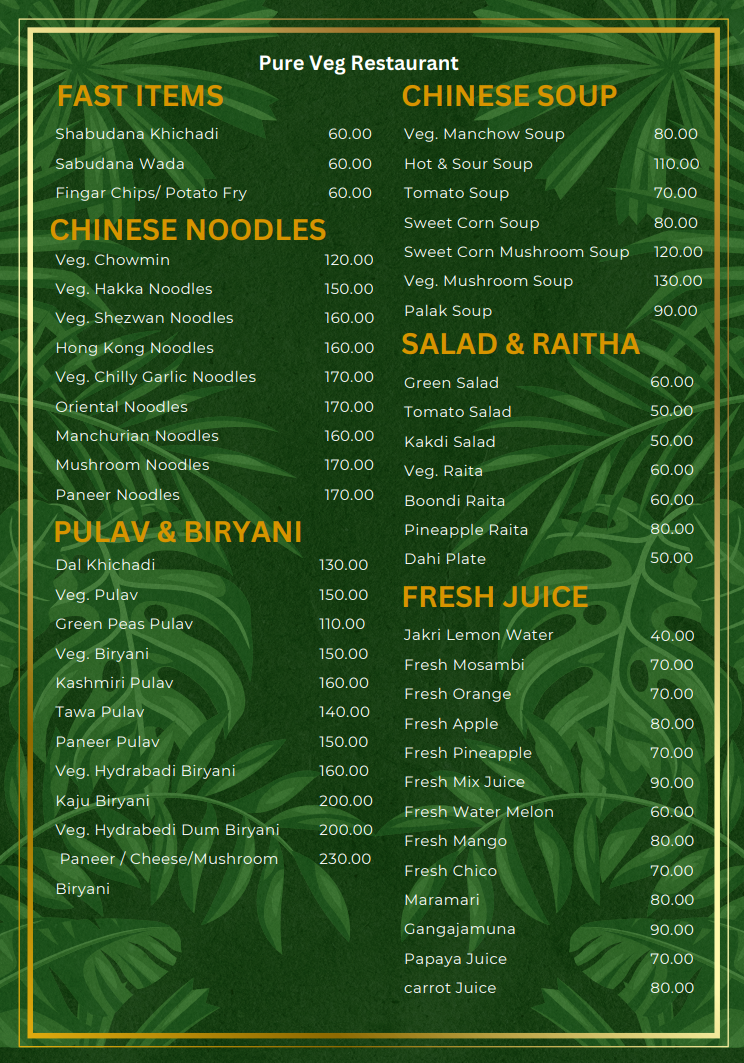 Pure Veg Restaurant
FAST ITEMS
Shabudana Khichadi 60.00
Sabudana Wada 60.00
Fingar Chips/ Potato Fry 60.00
CHINESE NOODLES
Veg. Chowmin 120.00
Veg. Hakka Noodles 150.00
Veg. Shezwan Noodles 160.00
Hong Kong Noodles 160.00
Veg. Chilly Garlic Noodles 170.00
Oriental Noodles 170.00
Manchurian Noodles 160.00
Mushroom Noodles 170.00
Paneer Noodles 170.00
PULAV & BIRYANI
Dal Khichadi 130.00
Veg. Pulav 150.00
Green Peas Pulav 110.00
Veg. Biryani 150.00
Kashmiri Pulav 160.00
Tawa Pulav 140.00
Paneer Pulav 150.00
Veg. Hydrabadi Biryani 160.00
Kaju Biryani 200.00
Veg. Hydrabedi Dum Biryani 200.00
Paneer / Cheese/Mushroom 230.00
Biryani
CHINESE SOUP
Veg. Manchow Soup 80.00
Hot & Sour Soup 110.00
Tomato Soup 70.00
Sweet Corn Soup 80.00
Sweet Corn Mushroom Soup 120.00
Veg. Mushroom Soup 130.00
Palak Soup 90.00
SALAD & RAITHA
Green Salad 60.00
Tomato Salad 50.00
Kakdi Salad 50.00
Veg. Raita 60.00
Boondi Raita 60.00
Pineapple Raita 80.00
Dahi Plate 50.00
FRESH JUICE
Jakri Lemon Water 40.00
Fresh Mosambi 70.00
Fresh Orange 70.00
Fresh Apple 80.00
Fresh Pineapple 70.00
Fresh Mix Juice 90.00
Fresh Water Melon 60.00
Fresh Mango 80.00
Fresh Chico 70.00
Maramari 80.00
Gangajamuna 90.00
Papaya Juice 70.00
carrot Juice 80.00